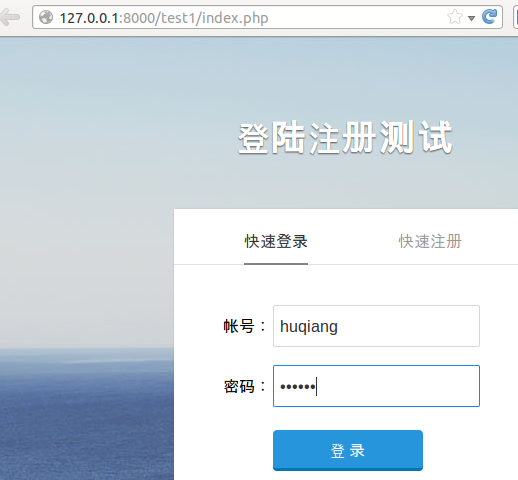 127.0.0.1:8000/test1/index.php
登陆注册测试
快速登录 快速注册
帐号： huqiang
密码： ••••••
登 录